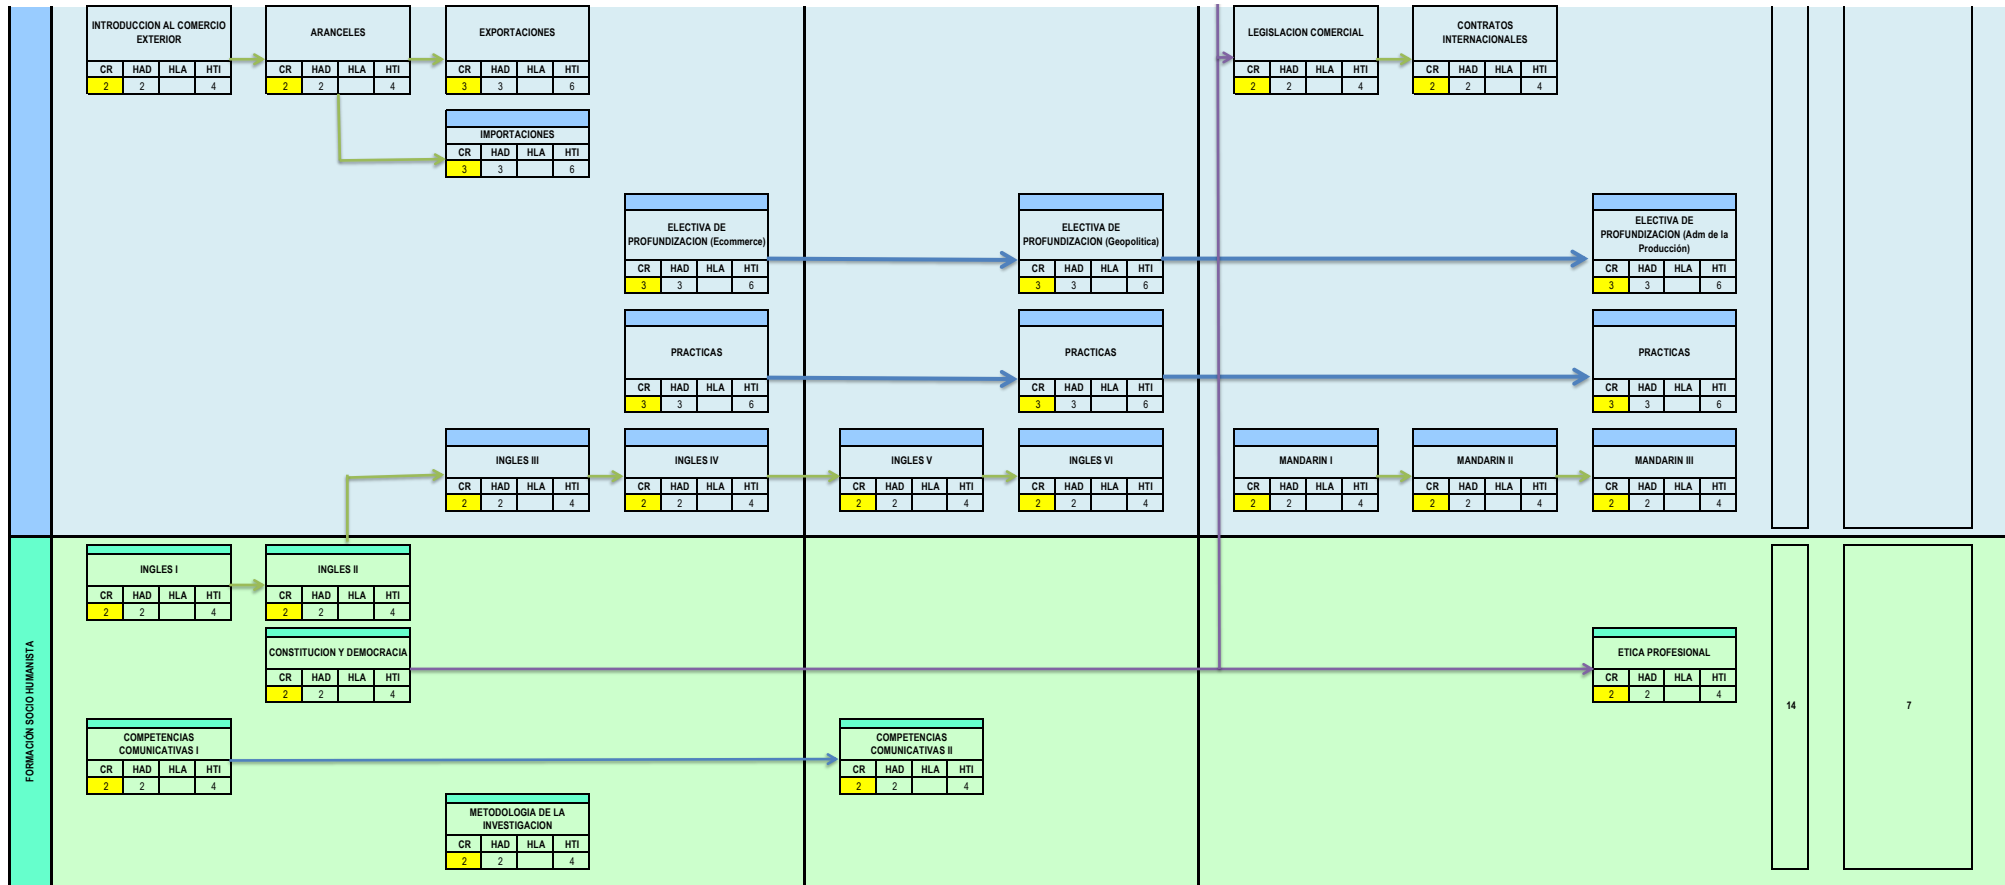 INTRODUCCION AL COMERCIO
EXTERIOR
CR HAD HLA HTI
2 2 4
ARANCELES
CR HAD HLA HTI
2 2 4
EXPORTACIONES
CR HAD HLA HTI
3 3 6
LEGISLACION COMERCIAL
CR HAD HLA HTI
2 2 4
CONTRATOS
INTERNACIONALES
CR HAD HLA HTI
2 2 4
IMPORTACIONES
CR HAD HLA HTI
3 3 6
ELECTIVA DE
PROFUNDIZACION (Ecommerce)
CR HAD HLA HTI
3 3 6
ELECTIVA DE
PROFUNDIZACION (Geopolitica)
CR HAD HLA HTI
3 3 6
ELECTIVA DE
PROFUNDIZACION (Adm de la
Producción)
CR HAD HLA HTI
3 3 6
PRACTICAS
CR HAD HLA HTI
3 3 6
PRACTICAS
CR HAD HLA HTI
3 3 6
PRACTICAS
CR HAD HLA HTI
3 3 6
INGLES III
CR HAD HLA HTI
2 2 4
INGLES IV
CR HAD HLA HTI
2 2 4
INGLES V
CR HAD HLA HTI
2 2 4
INGLES VI
CR HAD HLA HTI
2 2 4
MANDARIN I
CR HAD HLA HTI
2 2 4
MANDARIN II
CR HAD HLA HTI
2 2 4
MANDARIN III
CR HAD HLA HTI
2 2 4
FORMACIÓN SOCIO HUMANISTA
INGLES I
CR HAD HLA HTI
2 2 4
INGLES II
CR HAD HLA HTI
2 2 4
CONSTITUCION Y DEMOCRACIA
CR HAD HLA HTI
2 2 4
ETICA PROFESIONAL
CR HAD HLA HTI
2 2 4
COMPETENCIAS
COMUNICATIVAS I
CR HAD HLA HTI
2 2 4
COMPETENCIAS
COMUNICATIVAS II
CR HAD HLA HTI
2 2 4
METODOLOGIA DE LA
INVESTIGACION
CR HAD HLA HTI
2 2 4
14
7